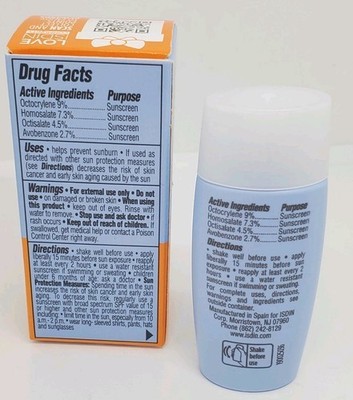 LOVE
Drug Facts
Active Ingredients Purpose
Octocrylene 9%......Sunscreen
Homosalate 7.3%......Sunscreen
Octisalate 4.5%......Sunscreen
Avobenzone 2.7%......Sunscreen
Uses • helps prevent sunburn • If used as
directed with other sun protection measures
(see Directions) decreases the risk of skin
cancer and early skin aging caused by the sun
Warnings • For external use only • Do not
use • on damaged or broken skin • When using
this product • keep out of eyes. Rinse with
water to remove. • Stop use and ask doctor • if
rash occurs • Keep out of reach of children. If
swallowed, get medical help or contact a Poison
Control Center right away.
Directions • shake well before use • apply
liberally 15 minutes before sun exposure • reapply
at least every 2 hours • use a water resistant
sunscreen if swimming or sweating • children
under 6 months of age: ask a doctor • Sun
Protection Measures: Spending time in the sun
increases the risk of skin cancer and early skin
aging. To decrease this risk, regularly use a
sunscreen with broad spectrum SPF value of 15
or higher and other sun protection measures
including: • limit time in the sun, especially from 10
a.m.- 2 p.m. • wear long- sleeved shirts, pants, hats
and sunglasses.
Active Ingredients Purpose
Octocrylene 9%......Sunscreen
Homosalate 7.3%......Sunscreen
Octisalate 4.5%......Sunscreen
Avobenzone 2.7%......Sunscreen
Directions
• shake well before use • apply
liberally 15 minutes before sun
exposure • reapply at least every 2
hours • use a water resistant
sunscreen if swimming or sweating.
For complete uses, directions,
warnings and ingredients see
outside container.
Manufactured in Spain for ISDIN
Corp. Morristown, NJ 07960
Phone (862) 242-8129
www.isdin.com
Shake
before
use